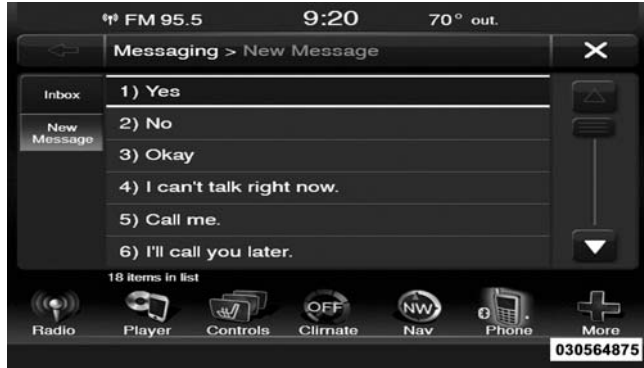 FM 95.5 9:20 70° out.
Messaging > New Message
Inbox
New
Message
1) Yes
2) No
3) Okay
4) I can't talk right now.
5) Call me.
6) I'll call you later.
18 items in list
OFF NW
Radio Player Controls Climate Nav Phone More
030564875